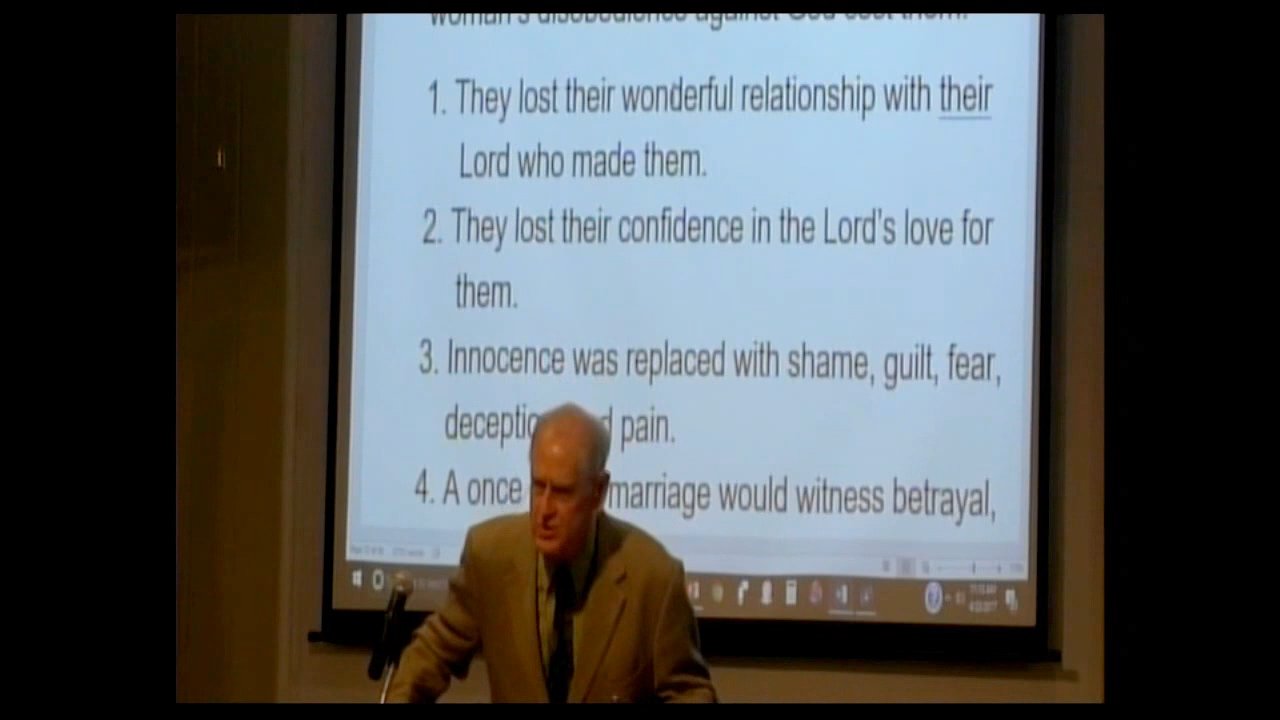 woman's disobedience against God cost them.
1. They lost their wonderful relationship with their
Lord who made them.
2. They lost their confidence in the Lord's love for
them.
3. Innocence was replaced with shame, guilt, fear,
pain.
4. A once marriage would witness betrayal,